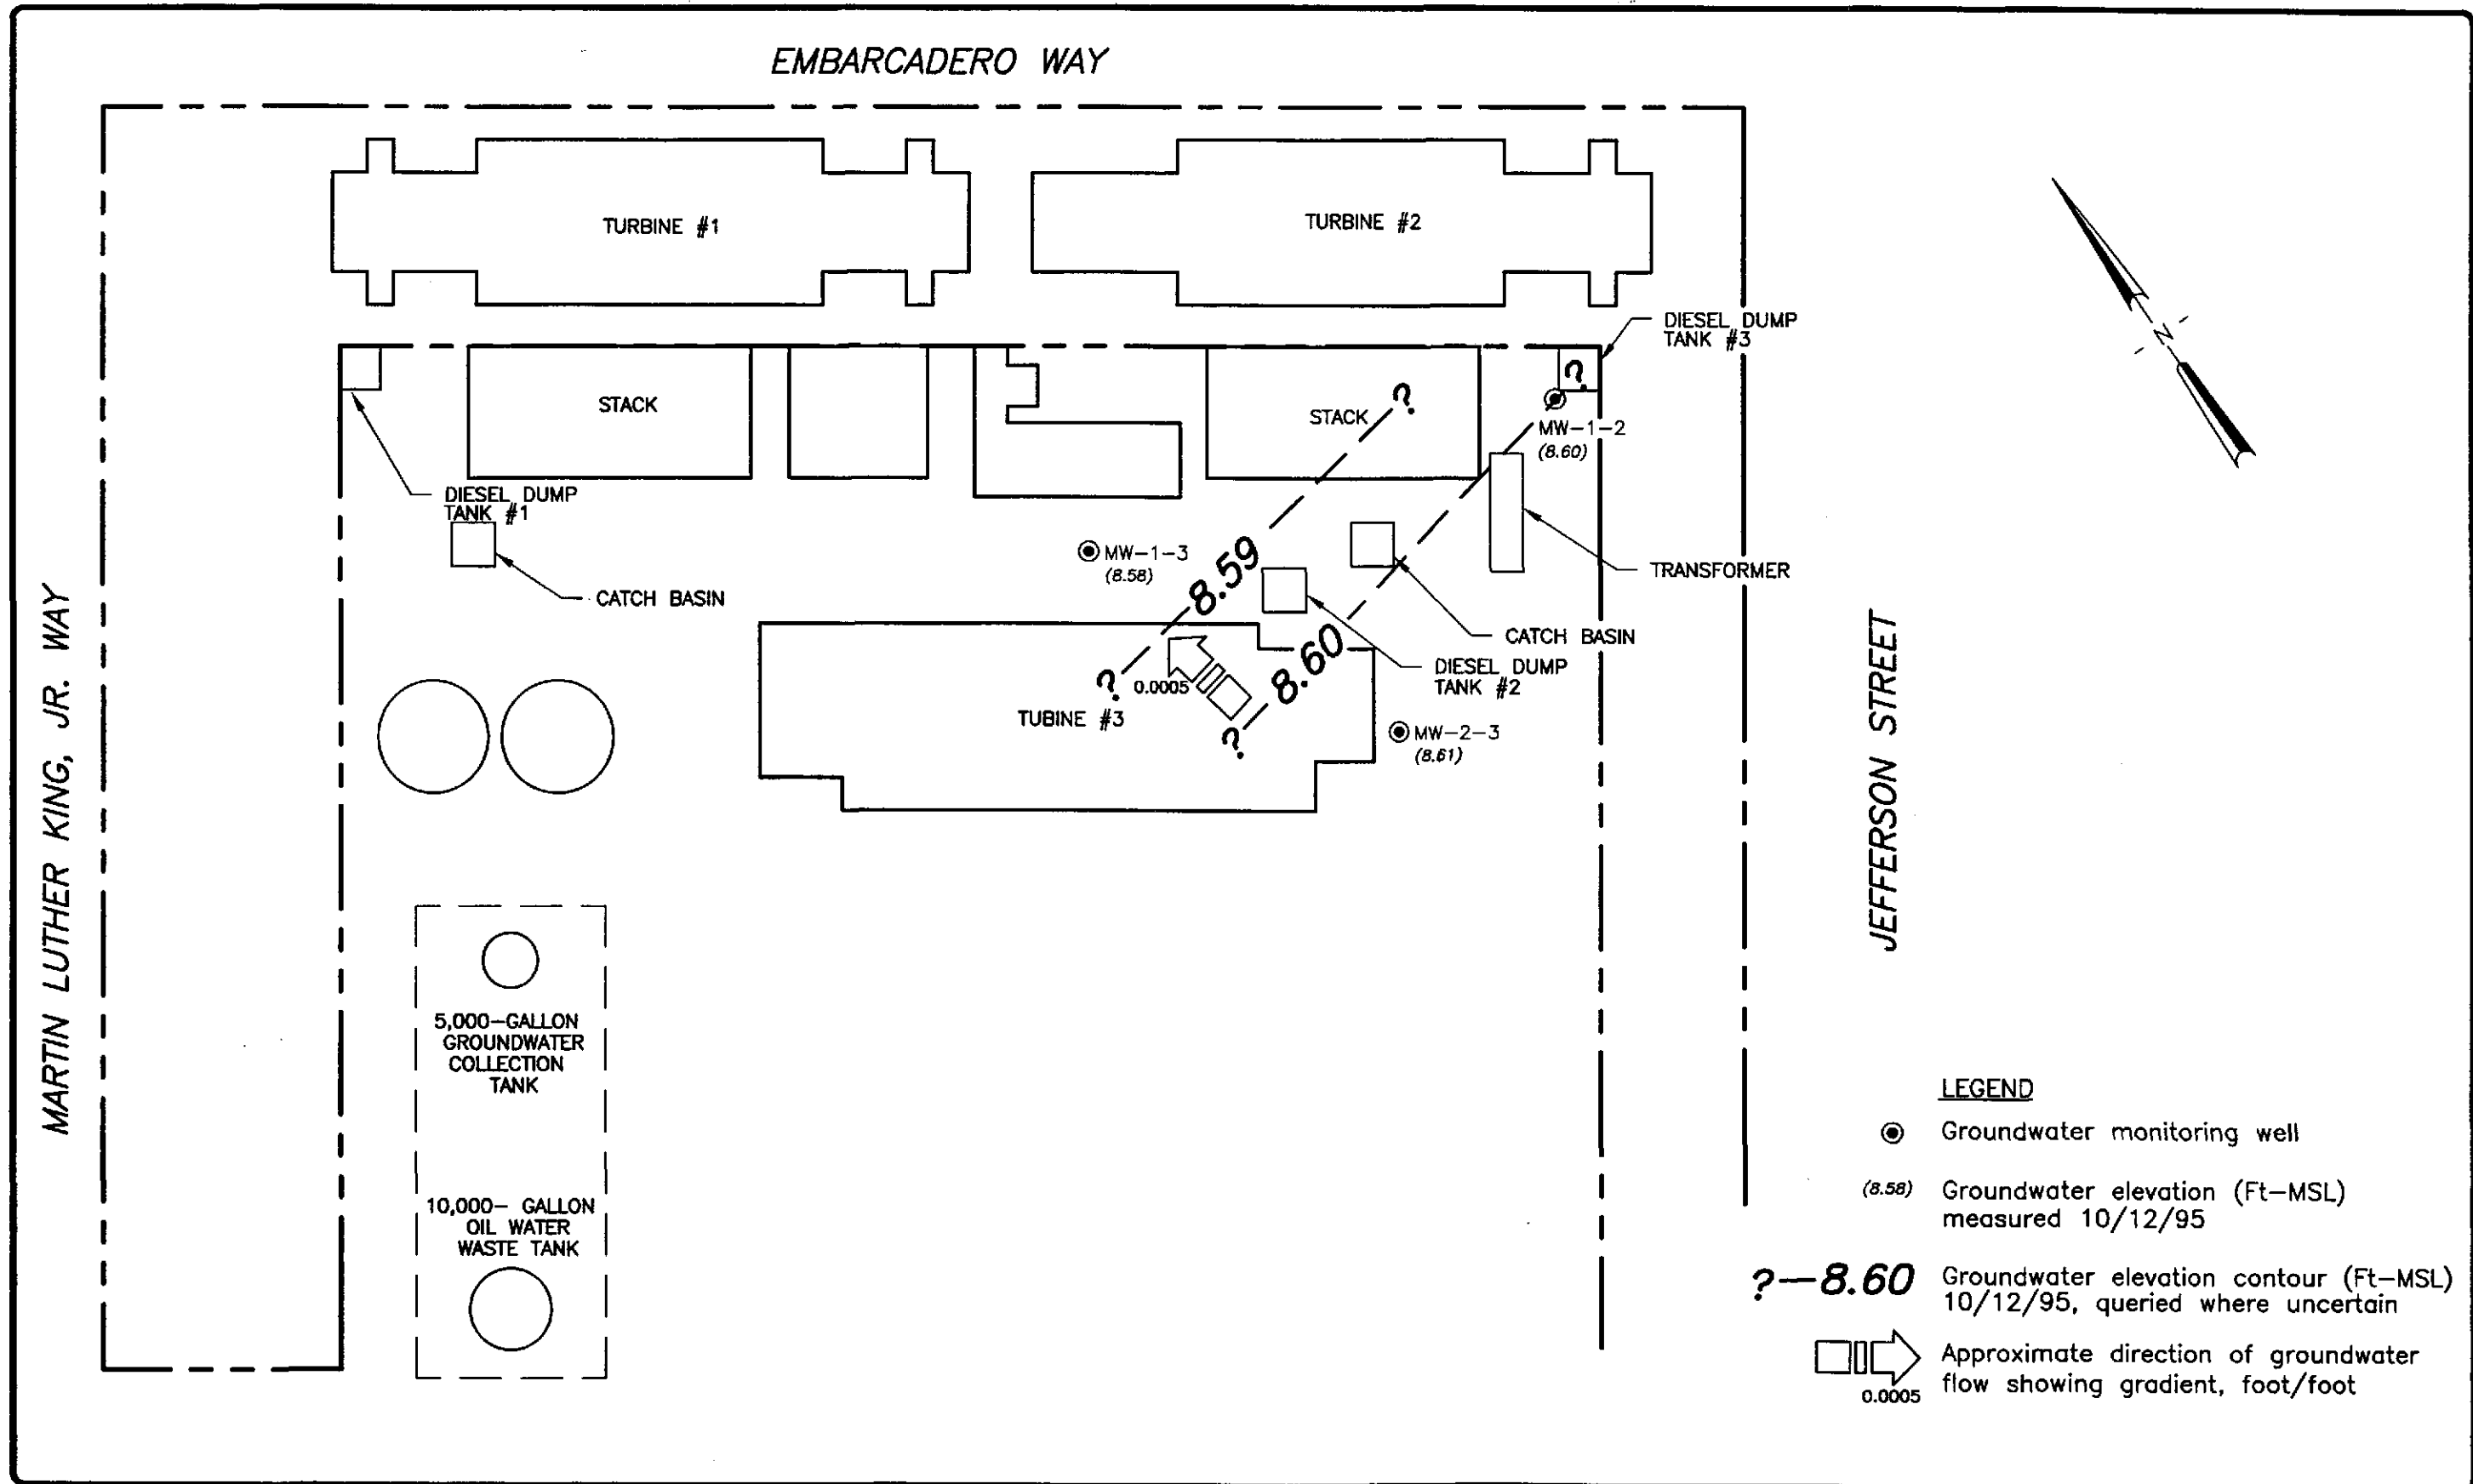 EMBARCADERO WAY
TURBINE #1
TURBINE #2
DIESEL DUMP
TANK #3
N
?
STACK
STACK
?
MW-1-2
(8.60)
DIESEL DUMP
TANK #1
MW-1-3
(8.58)
8.59
TRANSFORMER
CATCH BASIN
CATCH BASIN
8.60
DIESEL DUMP
TANK #2
?
0.0005
TUBINE #3
?
MW-2-3
(8.61)
MARTIN LUTHER KING, JR. WAY
JEFFERSON STREET
5,000-GALLON
GROUNDWATER
COLLECTION
TANK
10,000- GALLON
OIL WATER
WASTE TANK
LEGEND
Groundwater monitoring well
(8.58) Groundwater elevation (Ft-MSL)
measured 10/12/95
?-8.60 Groundwater elevation contour (Ft-MSL)
10/12/95, queried where uncertain
Approximate direction of groundwater
0.0005 flow showing gradient, foot/foot